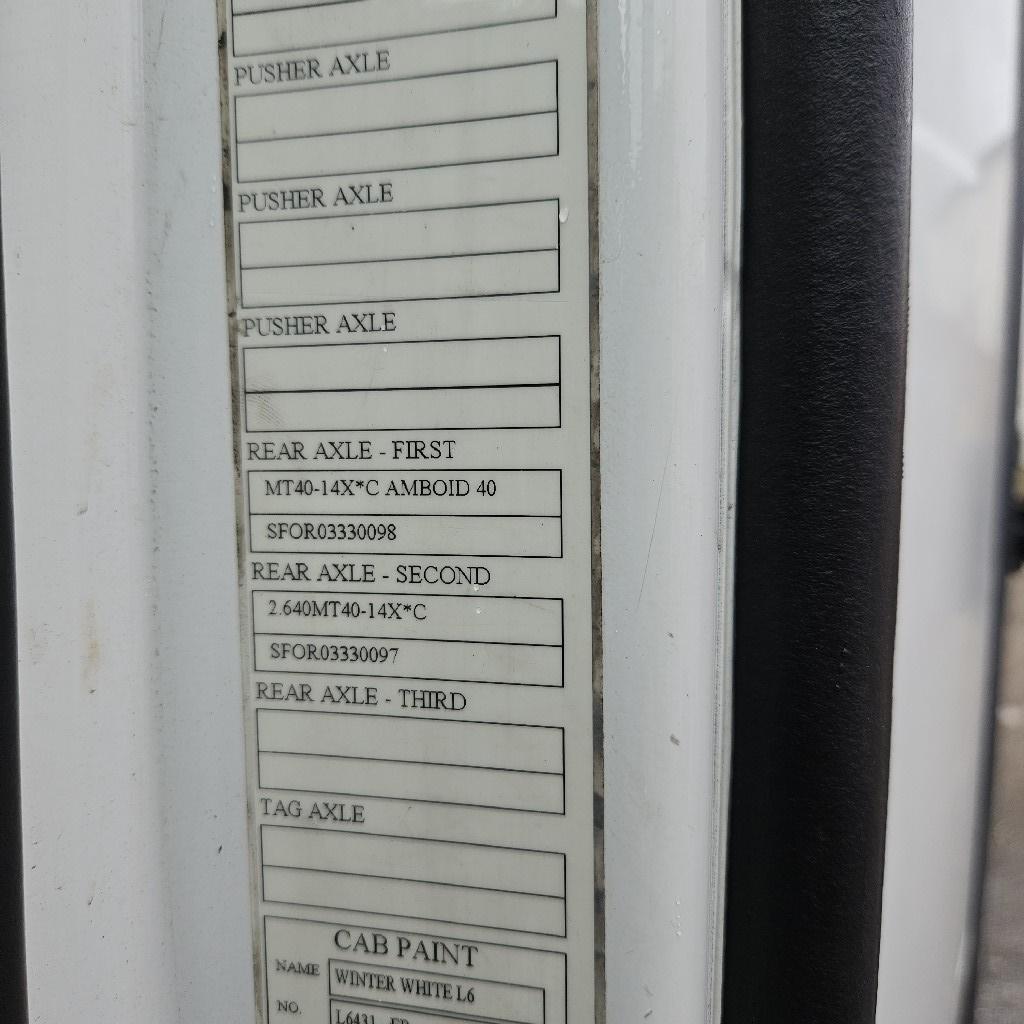 PUSHER AXLE
PUSHER AXLE
PUSHER AXLE
REAR AXLE - FIRST
MT40-14X*C AMBOID 40
SFOR03330098
REAR AXLE - SECOND
2.640MT40-14X*C
SFOR03330097
REAR AXLE - THIRD
TAG AXLE
CAB PAINT
NAME WINTER WHITE L6
NO. L6431